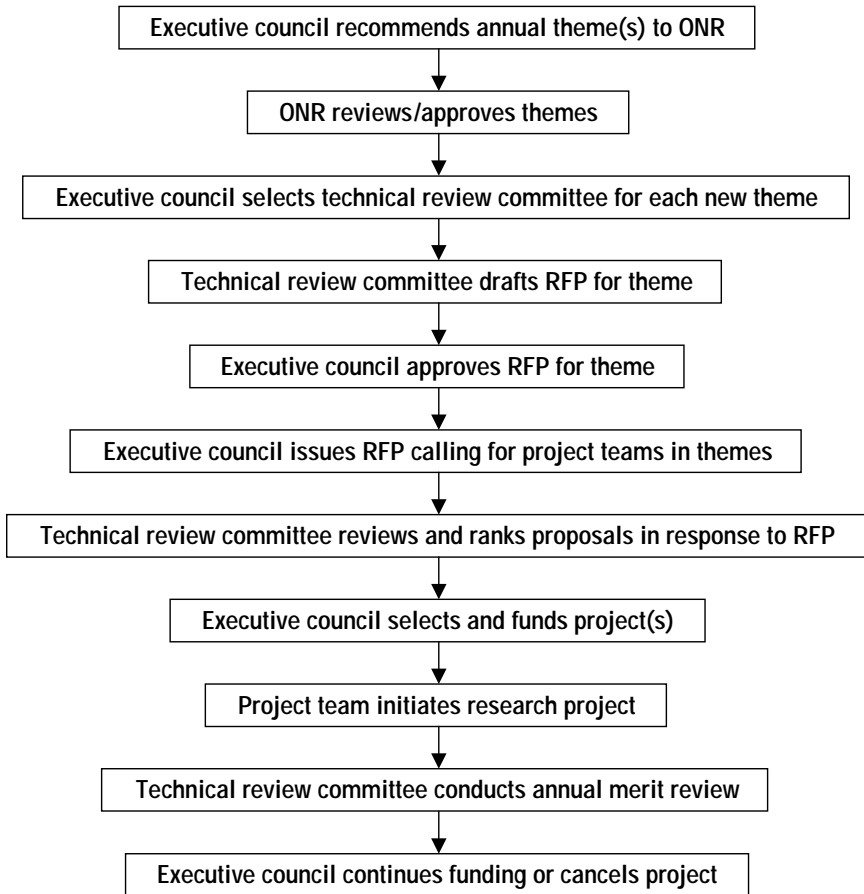 Executive council recommends annual theme(s) to ONR
ONR reviews/approves themes
Executive council selects technical review committee for each new theme
Technical review committee drafts RFP for theme
Executive council approves RFP for theme
Executive council issues RFP calling for project teams in themes
Technical review committee reviews and ranks proposals in response to RFP
Executive council selects and funds project(s)
Project team initiates research project
Technical review committee conducts annual merit review
Executive council continues funding or cancels project